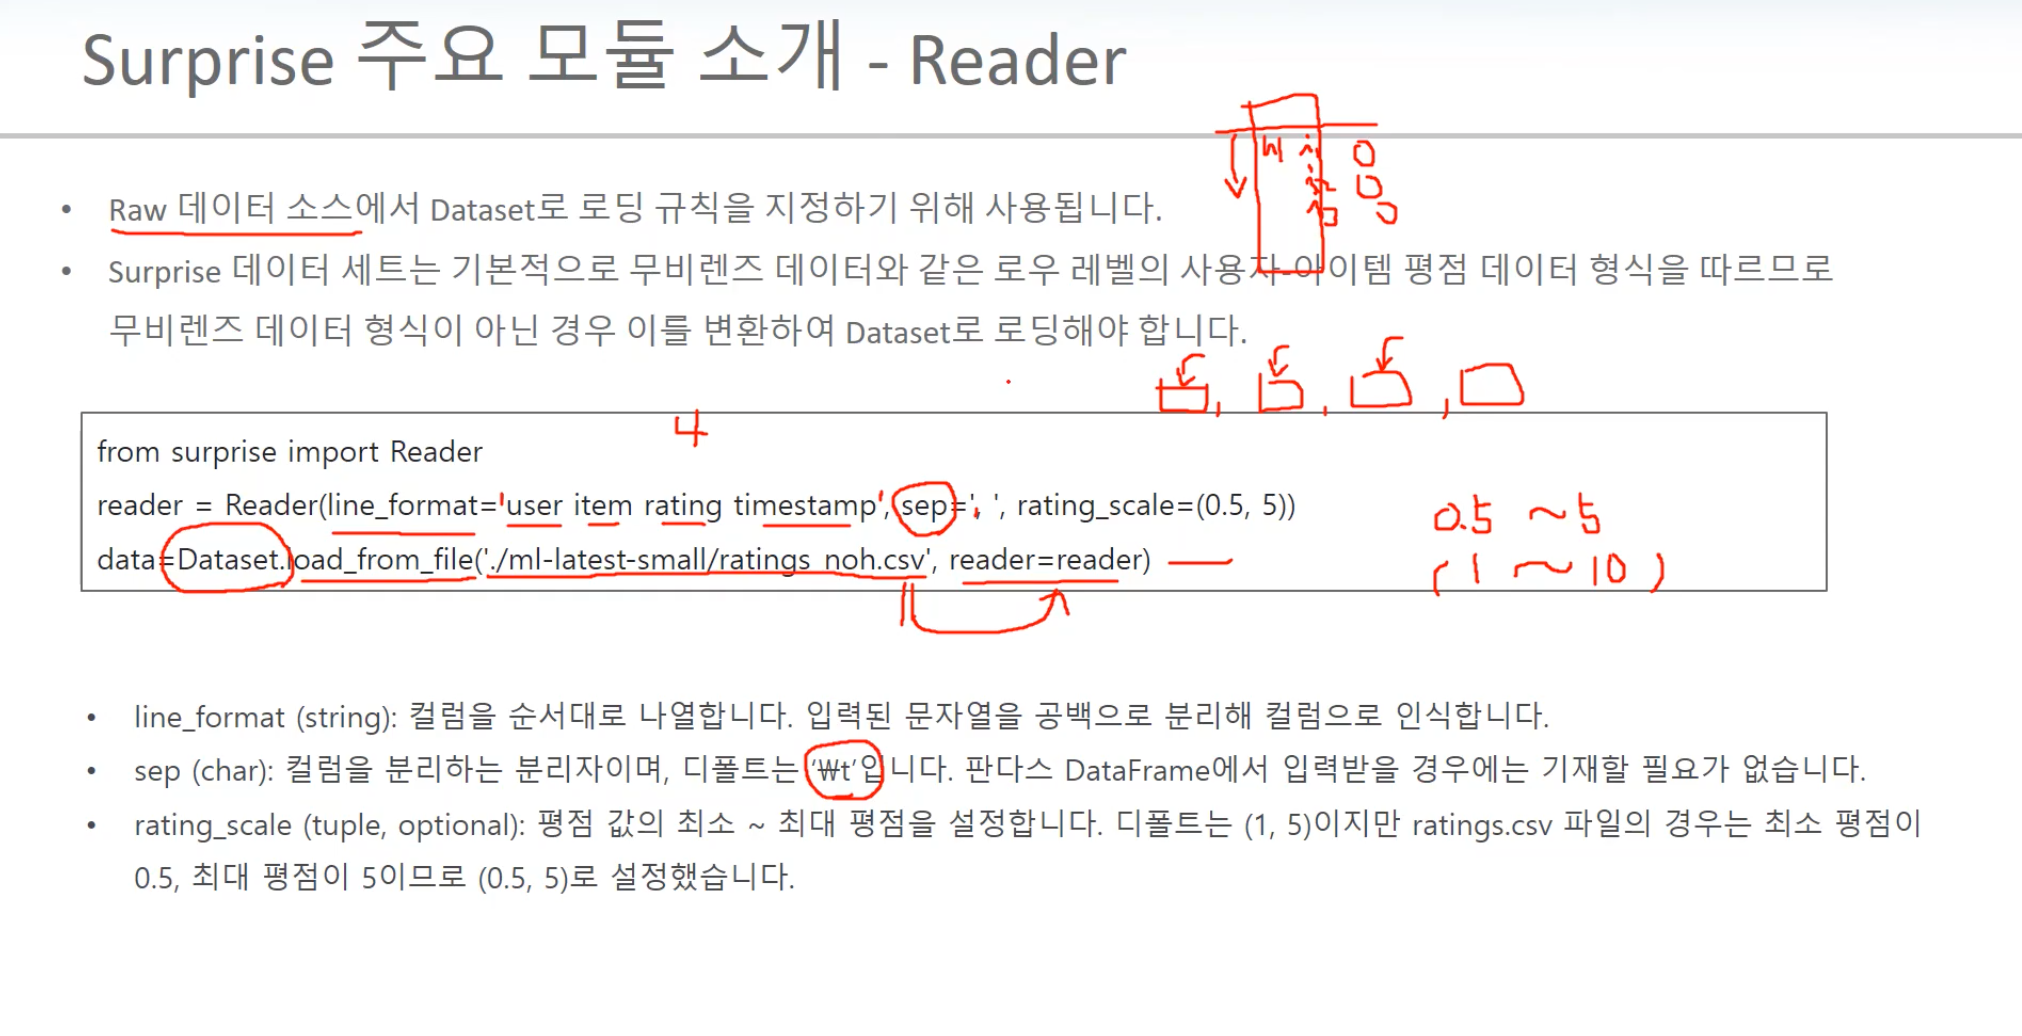 Surprise 주요 모듈 소개 - Reader
• Raw 데이터 소스에서 Dataset로 로딩 규칙을 지정하기 위해 사용됩니다.
• Surprise 데이터 세트는 기본적으로 무비렌즈 데이터와 같은 로우 레벨의 사용자-아이템 평점 데이터 형식을 따르므로
무비렌즈 데이터 형식이 아닌 경우 이를 변환하여 Dataset로 로딩해야 합니다.
4
from surprise import Reader
reader = Reader(line_format='user item rating timestamp', sep=', ', rating_scale=(0.5, 5))
0.5 ~5
data=Dataset.load_from_file('./ml-latest-small/ratings_noh.csv', reader=reader)
(1 ~ 10)
• line_format (string): 컬럼을 순서대로 나열합니다. 입력된 문자열을 공백으로 분리해 컬럼으로 인식합니다.
• sep (char): 컬럼을 분리하는 분리자이며, 디폴트는 '₩t'입니다. 판다스 DataFrame에서 입력받을 경우에는 기재할 필요가 없습니다.
• rating_scale (tuple, optional): 평점 값의 최소 ~ 최대 평점을 설정합니다. 디폴트는 (1, 5)이지만 ratings.csv 파일의 경우는 최소 평점이
0.5, 최대 평점이 5이므로 (0.5, 5)로 설정했습니다.